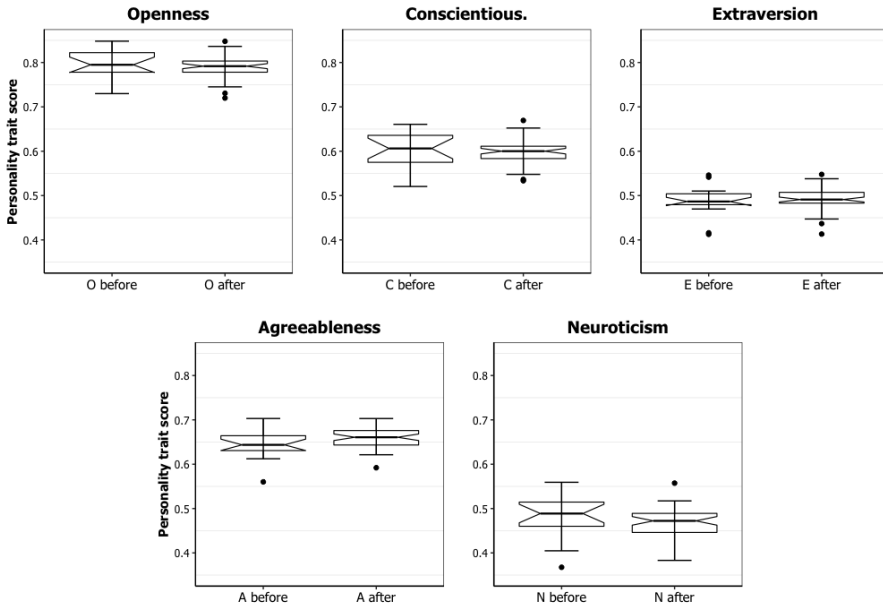 Openness
Conscientious.
Extraversion
Personality trait score
0.8
0.7
0.6
0.5
0.4
O before
O after
0.8
0.7
0.6
0.5
0.4
C before
C after
0.8
0.7
0.6
0.5
0.4
E before
E after
Agreeableness
Neuroticism
Personality trait score
0.8
0.7
0.6
0.5
0.4
A before
A after
0.8
0.7
0.6
0.5
0.4
N before
N after